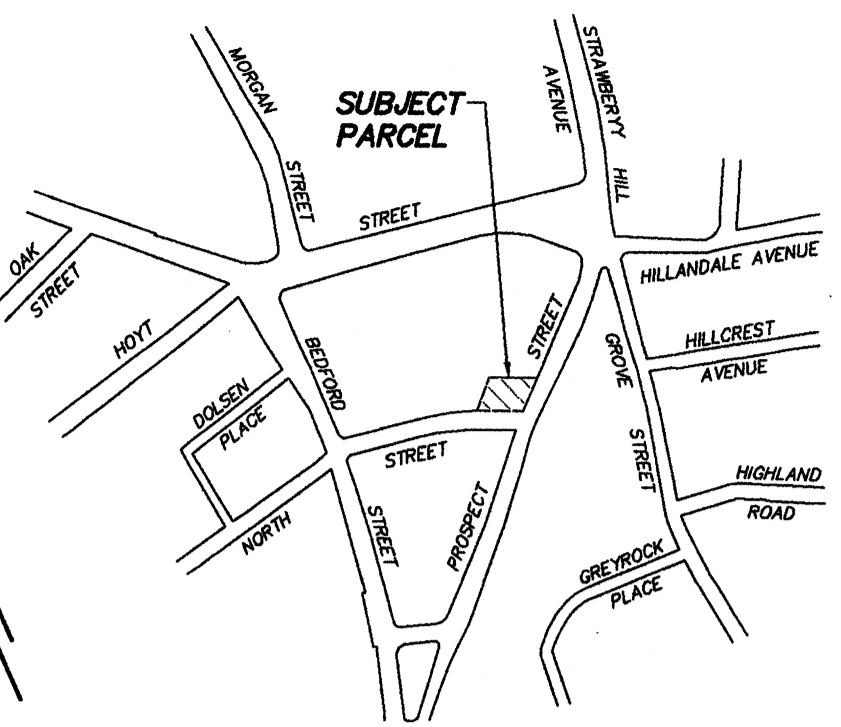 MORGAN
STREET
SUBJECT
PARCEL
AVENUE
STRAWBERYY
HILL
STREET
OAK
STREET
HOYT
HILLANDALE AVENUE
BEDFORD
STREET
GROVE
STREET
HILLCREST
AVENUE
DOLSEN
PLACE
STREET
NORTH
STREET
PROSPECT
HIGHLAND
ROAD
GREYROCK
PLACE